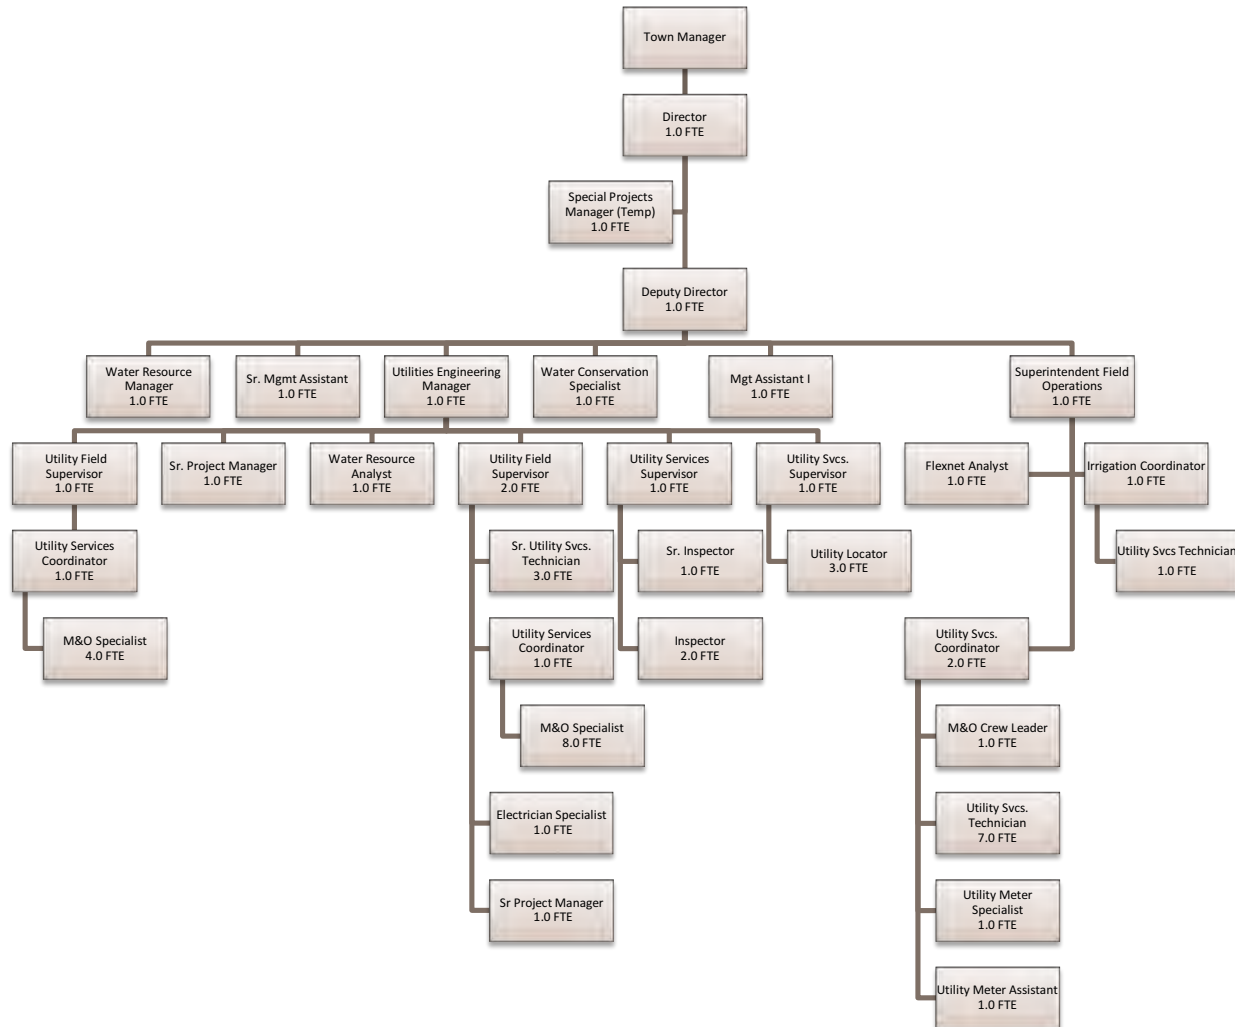 Town Manager
Director
1.0 FTE
Special Projects
Manager (Temp)
1.0 FTE
Deputy Director
1.0 FTE
Water Resource
Manager
1.0 FTE
Sr. Mgmt Assistant
1.0 FTE
Utilities Engineering
Manager
1.0 FTE
Water Conservation
Specialist
1.0 FTE
Mgt Assistant I
1.0 FTE
Superintendent Field
Operations
1.0 FTE
Utility Field
Supervisor
1.0 FTE
Sr. Project Manager
1.0 FTE
Water Resource
Analyst
1.0 FTE
Utility Field
Supervisor
2.0 FTE
Utility Services
Supervisor
1.0 FTE
Utility Svcs.
Supervisor
1.0 FTE
Flexnet Analyst
1.0 FTE
Irrigation Coordinator
1.0 FTE
Utility Services
Coordinator
1.0 FTE
Sr. Utility Svcs.
Technician
3.0 FTE
Sr. Inspector
1.0 FTE
Utility Locator
3.0 FTE
Utility Svcs Technician
1.0 FTE
M&O Specialist
4.0 FTE
Utility Services
Coordinator
1.0 FTE
Inspector
2.0 FTE
Utility Svcs.
Coordinator
2.0 FTE
M&O Specialist
8.0 FTE
M&O Crew Leader
1.0 FTE
Electrician Specialist
1.0 FTE
Utility Svcs.
Technician
7.0 FTE
Sr Project Manager
1.0 FTE
Utility Meter
Specialist
1.0 FTE
Utility Meter Assistant
1.0 FTE